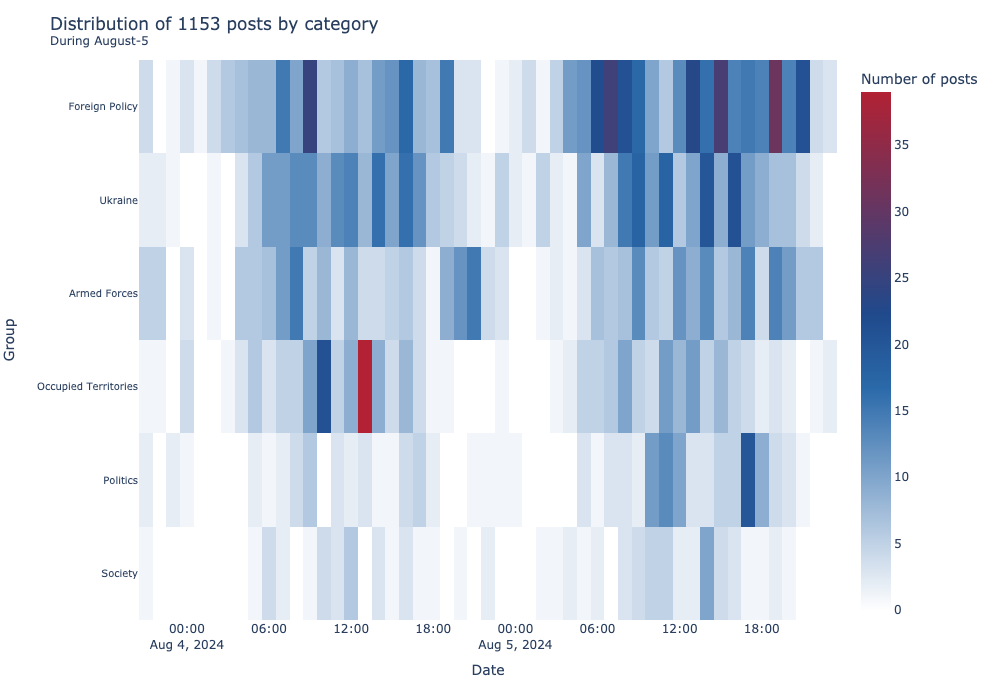 Distribution of 1153 posts by category
During August-5
Number of posts
Foreign Policy
Ukraine
Armed Forces
Occupied Territories
Politics
Society
Group
35
30
25
20
15
10
5
0
00:00 06:00 12:00 18:00 00:00 06:00 12:00 18:00
Aug 4, 2024 Aug 5, 2024
Date